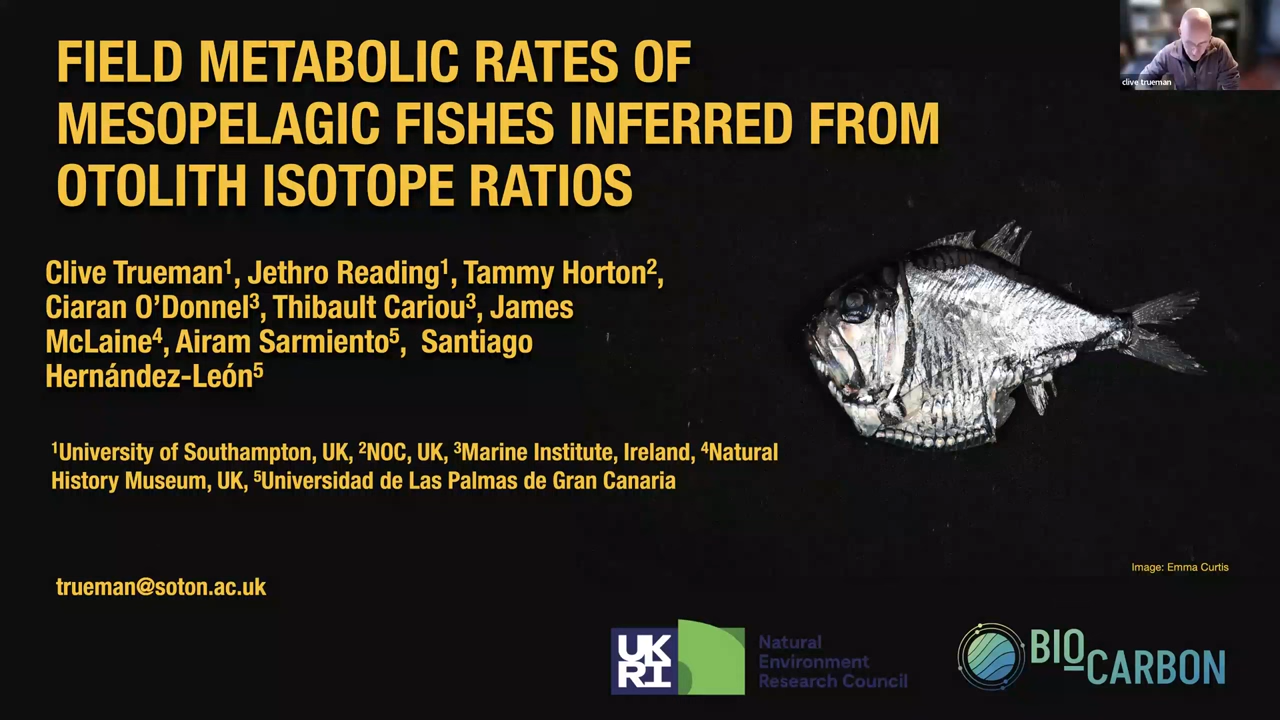 FIELD METABOLIC RATES OF
MESOPELAGIC FISHES INFERRED FROM
OTOLITH ISOTOPE RATIOS
clive trueman
Clive Trueman¹, Jethro Reading¹, Tammy Horton²,
Ciaran O’Donnel³, Thibault Cariou³, James
McLaine⁴, Airam Sarmiento⁵, Santiago
Hernández-León⁵
¹University of Southampton, UK, ²NOC, UK, ³Marine Institute, Ireland, ⁴Natural
History Museum, UK, ⁵Universidad de Las Palmas de Gran Canaria
trueman@soton.ac.uk
Image: Emma Curtis
UK
RI
Natural
Environment
Research Council
BIO
CARBON